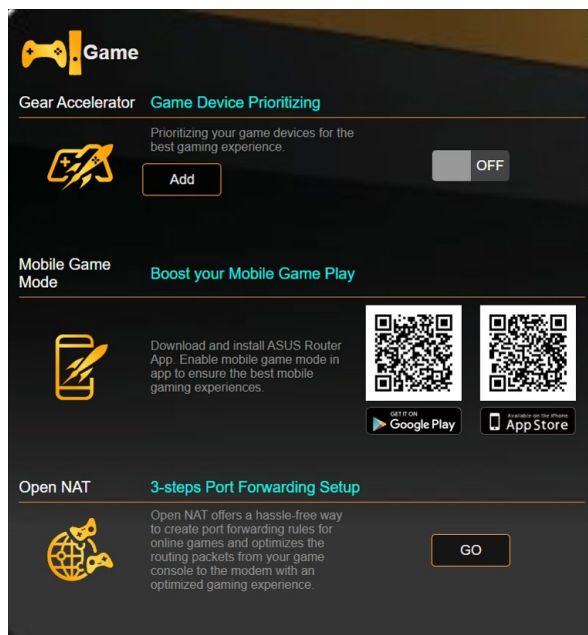 Game
Gear Accelerator
Game Device Prioritizing
Prioritizing your game devices for the
best gaming experience.
Add
OFF
Mobile Game
Mode
Boost your Mobile Game Play
Download and install ASUS Router
App. Enable mobile game mode in
app to ensure the best mobile
gaming experiences.
GET IT ON
Google Play
Available on the iPhone
App Store
Open NAT
3-steps Port Forwarding Setup
Open NAT offers a hassle-free way
to create port forwarding rules for
online games and optimizes the
routing packets from your game
console to the modem with an
optimized gaming experience.
GO